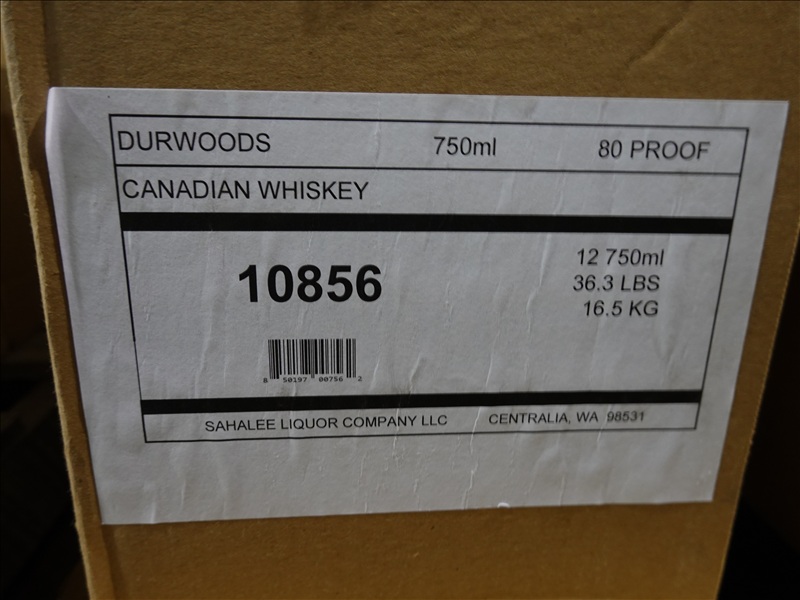 DURWOODS 750ml 80 PROOF
CANADIAN WHISKEY
12 750ml
10856 36.3 LBS
16.5 KG
8 50197 00756 2
SAHALEE LIQUOR COMPANY LLC CENTRALIA, WA 98531